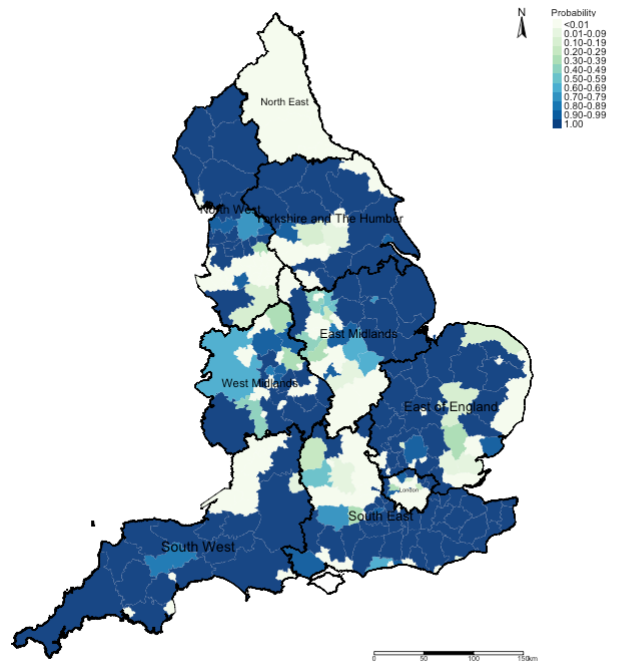 N
Probability
<0.01
0.01-0.09
0.10-0.19
0.20-0.29
0.30-0.39
0.40-0.49
0.50-0.59
0.60-0.69
0.70-0.79
0.80-0.89
0.90-0.99
1.00
North East
North West
Yorkshire and The Humber
East Midlands
West Midlands
East of England
London
South East
South West
0 50 100 150km